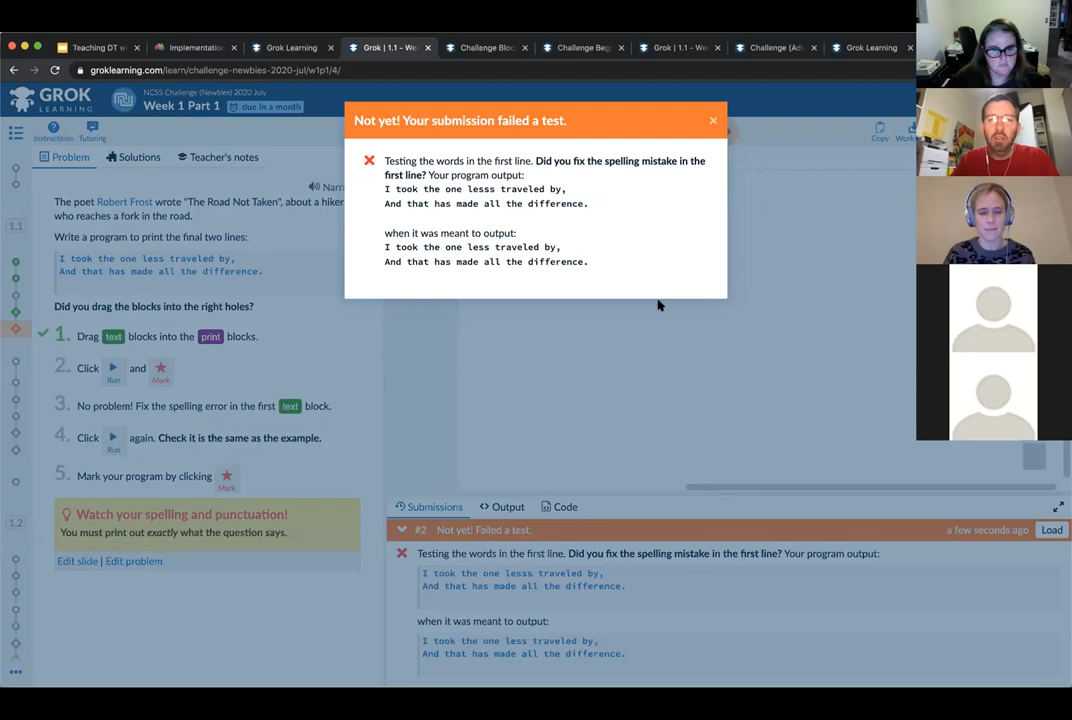 Teaching DT w
Implementation
Grok Learning
Grok | 1.1 - We
Challenge Bloc
Challenge Beg
Grok | 1.1 - We
Challenge (Adv
Grok Learning
groklearning.com/learn/challenge-newbies-2020-jul/w1p1/4/
GROK
LEARNING
NCSS Challenge (Newbies) 2020 July
Week 1 Part 1
due in a month
Instructions
Tutoring
Copy
Works
Problem
Solutions
Teacher's notes
Narra
The poet Robert Frost wrote "The Road Not Taken", about a hiker
who reaches a fork in the road.
Write a program to print the final two lines:
I took the one less traveled by,
And that has made all the difference.
Did you drag the blocks into the right holes?
1. Drag text blocks into the print blocks.
2. Click Run and Mark
3. No problem! Fix the spelling error in the first text block.
4. Click Run again. Check it is the same as the example.
5. Mark your program by clicking Mark
Watch your spelling and punctuation!
You must print out exactly what the question says.
Edit slide | Edit problem
1.1
1.2
Not yet! Your submission failed a test.
×
Testing the words in the first line. Did you fix the spelling mistake in the
first line? Your program output:
I took the one lesss traveled by,
And that has made all the difference.
when it was meant to output:
I took the one less traveled by,
And that has made all the difference.
Submissions
Output
Code
#2 Not yet! Failed a test.
a few seconds ago
Load
Testing the words in the first line. Did you fix the spelling mistake in the first line? Your program output:
I took the one lesss traveled by,
And that has made all the difference.
when it was meant to output:
I took the one less traveled by,
And that has made all the difference.